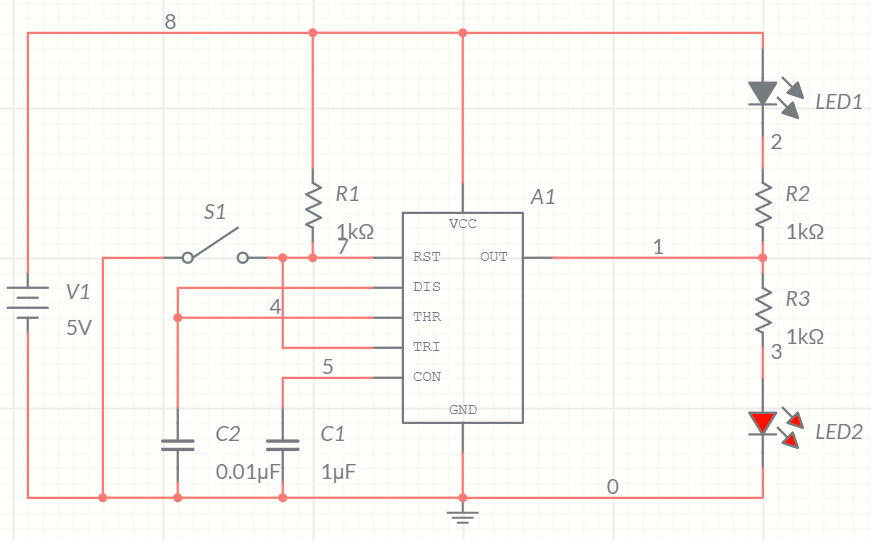 8
LED1
2
R1
1kΩ
7
A1
R2
1kΩ
S1
VCC
RST
OUT
1
DIS
V1
5V
4
THR
R3
1kΩ
TRI
3
5
CON
GND
C2
0.01μF
C1
1μF
LED2
0